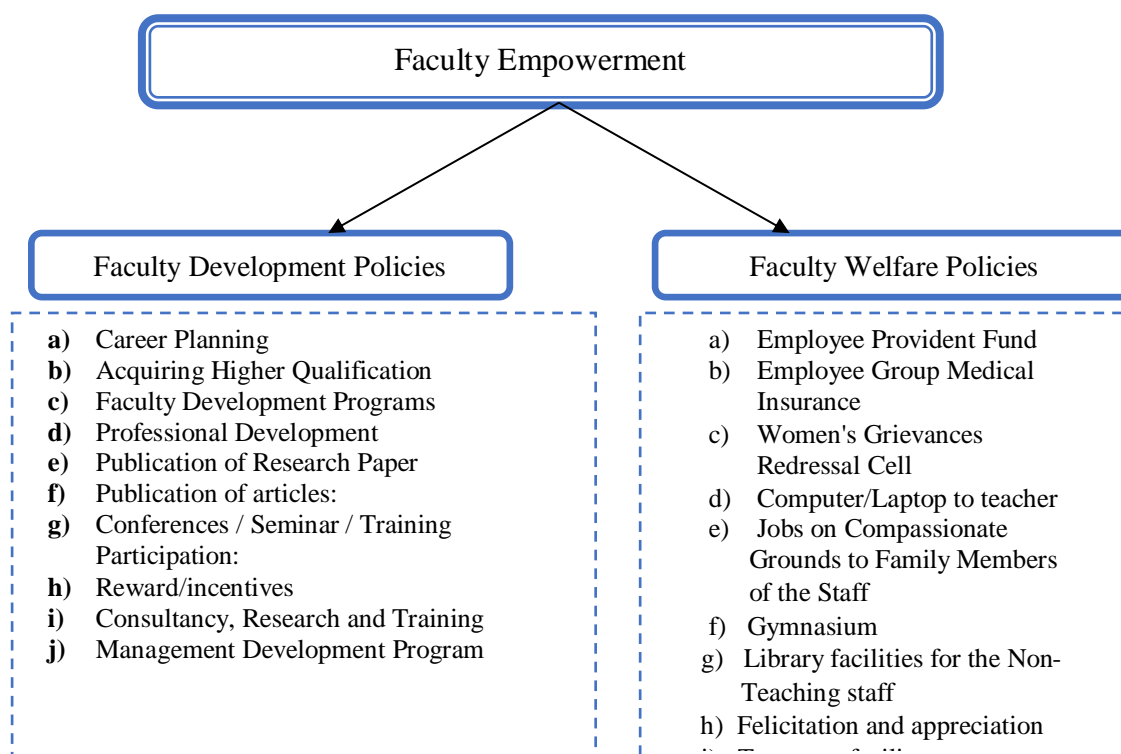 Faculty Empowerment
Faculty Development Policies
a) Career Planning
b) Acquiring Higher Qualification
c) Faculty Development Programs
d) Professional Development
e) Publication of Research Paper
f) Publication of articles:
g) Conferences / Seminar / Training
Participation:
h) Reward/incentives
i) Consultancy, Research and Training
j) Management Development Program
Faculty Welfare Policies
a) Employee Provident Fund
b) Employee Group Medical
Insurance
c) Women's Grievances
Redressal Cell
d) Computer/Laptop to teacher
e) Jobs on Compassionate
Grounds to Family Members
of the Staff
f) Gymnasium
g) Library facilities for the Non-
Teaching staff
h) Felicitation and appreciation